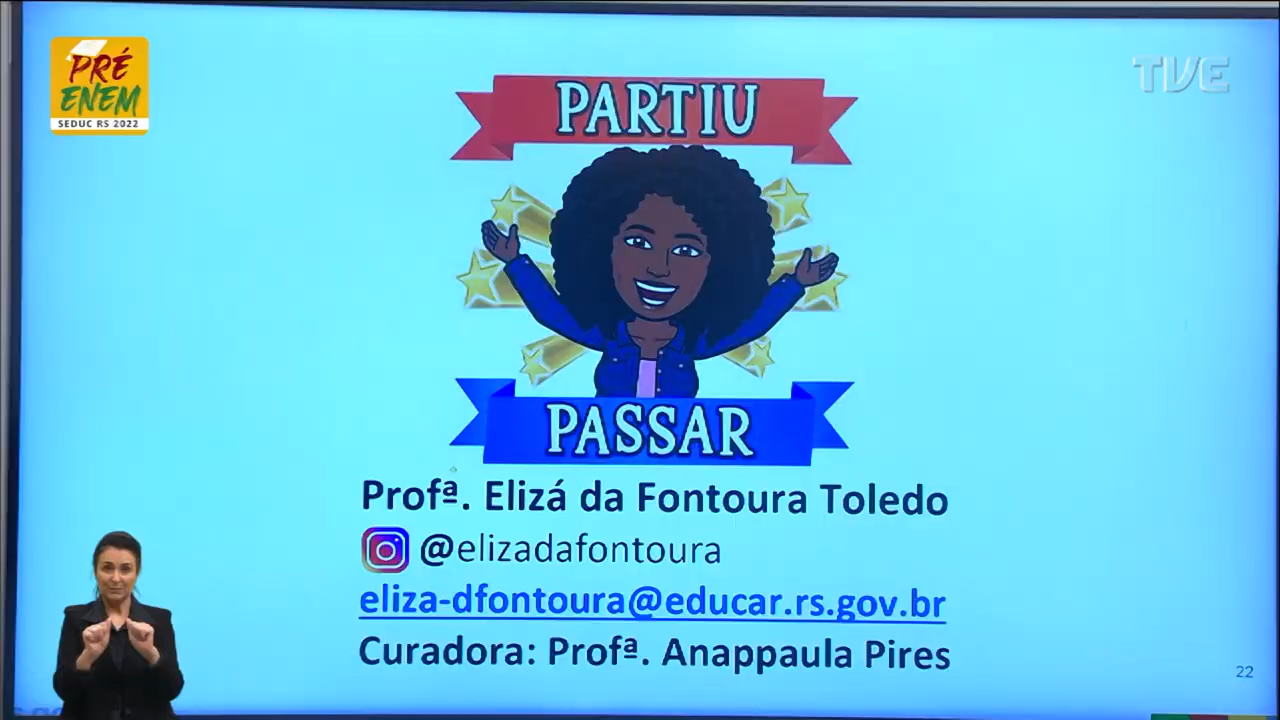 PRÉ
ENEM
SEDUC RS 2022
TVE
PARTIU
PASSAR
Profª. Elizá da Fontoura Toledo
@elizadafontoura
eliza-dfontoura@educar.rs.gov.br
Curadora: Profª. Anappaula Pires
22